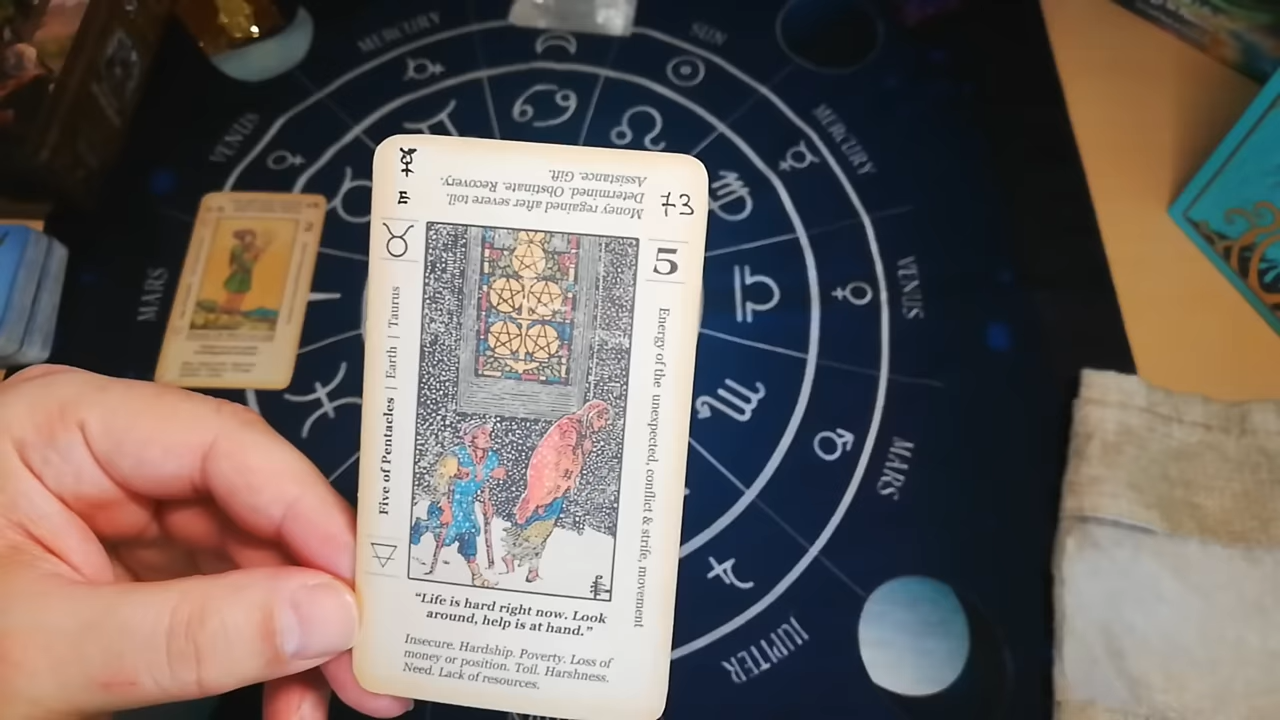 MERCURY
SUN
VENUS
MERCURY
MARS
VENUS
MARS
JUPITER
Money regained after severe toil.
Determined. Obstinate. Recovery.
Assistance. Gift.
E
73
5
Five of Pentacles | Earth | Taurus
Energy of the unexpected, conflict & strife, movement
"Life is hard right now. Look
around, help is at hand."
Insecure. Hardship. Poverty. Loss of
money or position. Toil. Harshness.
Need. Lack of resources.